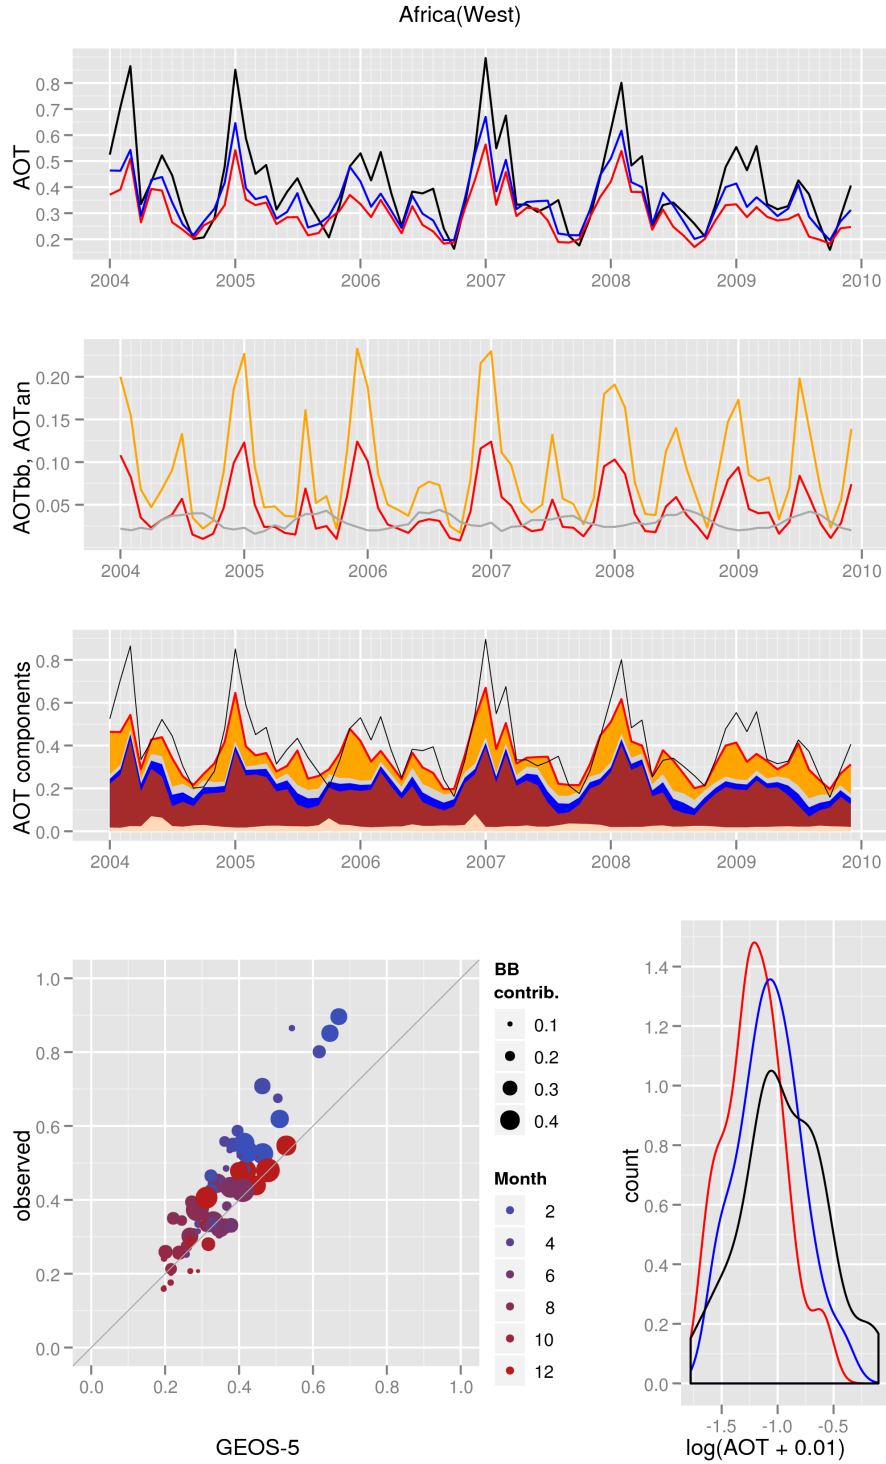 Africa(West)
AOT
0.8
0.7
0.6
0.5
0.4
0.3
0.2
2004 2005 2006 2007 2008 2009 2010
AOTbb, AOTan
0.20
0.15
0.10
0.05
2004 2005 2006 2007 2008 2009 2010
AOT components
0.8
0.6
0.4
0.2
0.0
2004 2005 2006 2007 2008 2009 2010
observed
1.0
0.8
0.6
0.4
0.2
0.0
0.0 0.2 0.4 0.6 0.8 1.0
GEOS-5
BB
contrib.
0.1
0.2
0.3
0.4
Month
2
4
6
8
10
12
count
1.4
1.2
1.0
0.8
0.6
0.4
0.2
0.0
-1.5 -1.0 -0.5
log(AOT + 0.01)